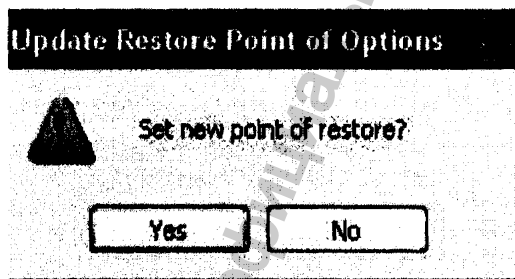 Update Restore Point of Options
Set new point of restore?
Yes
No